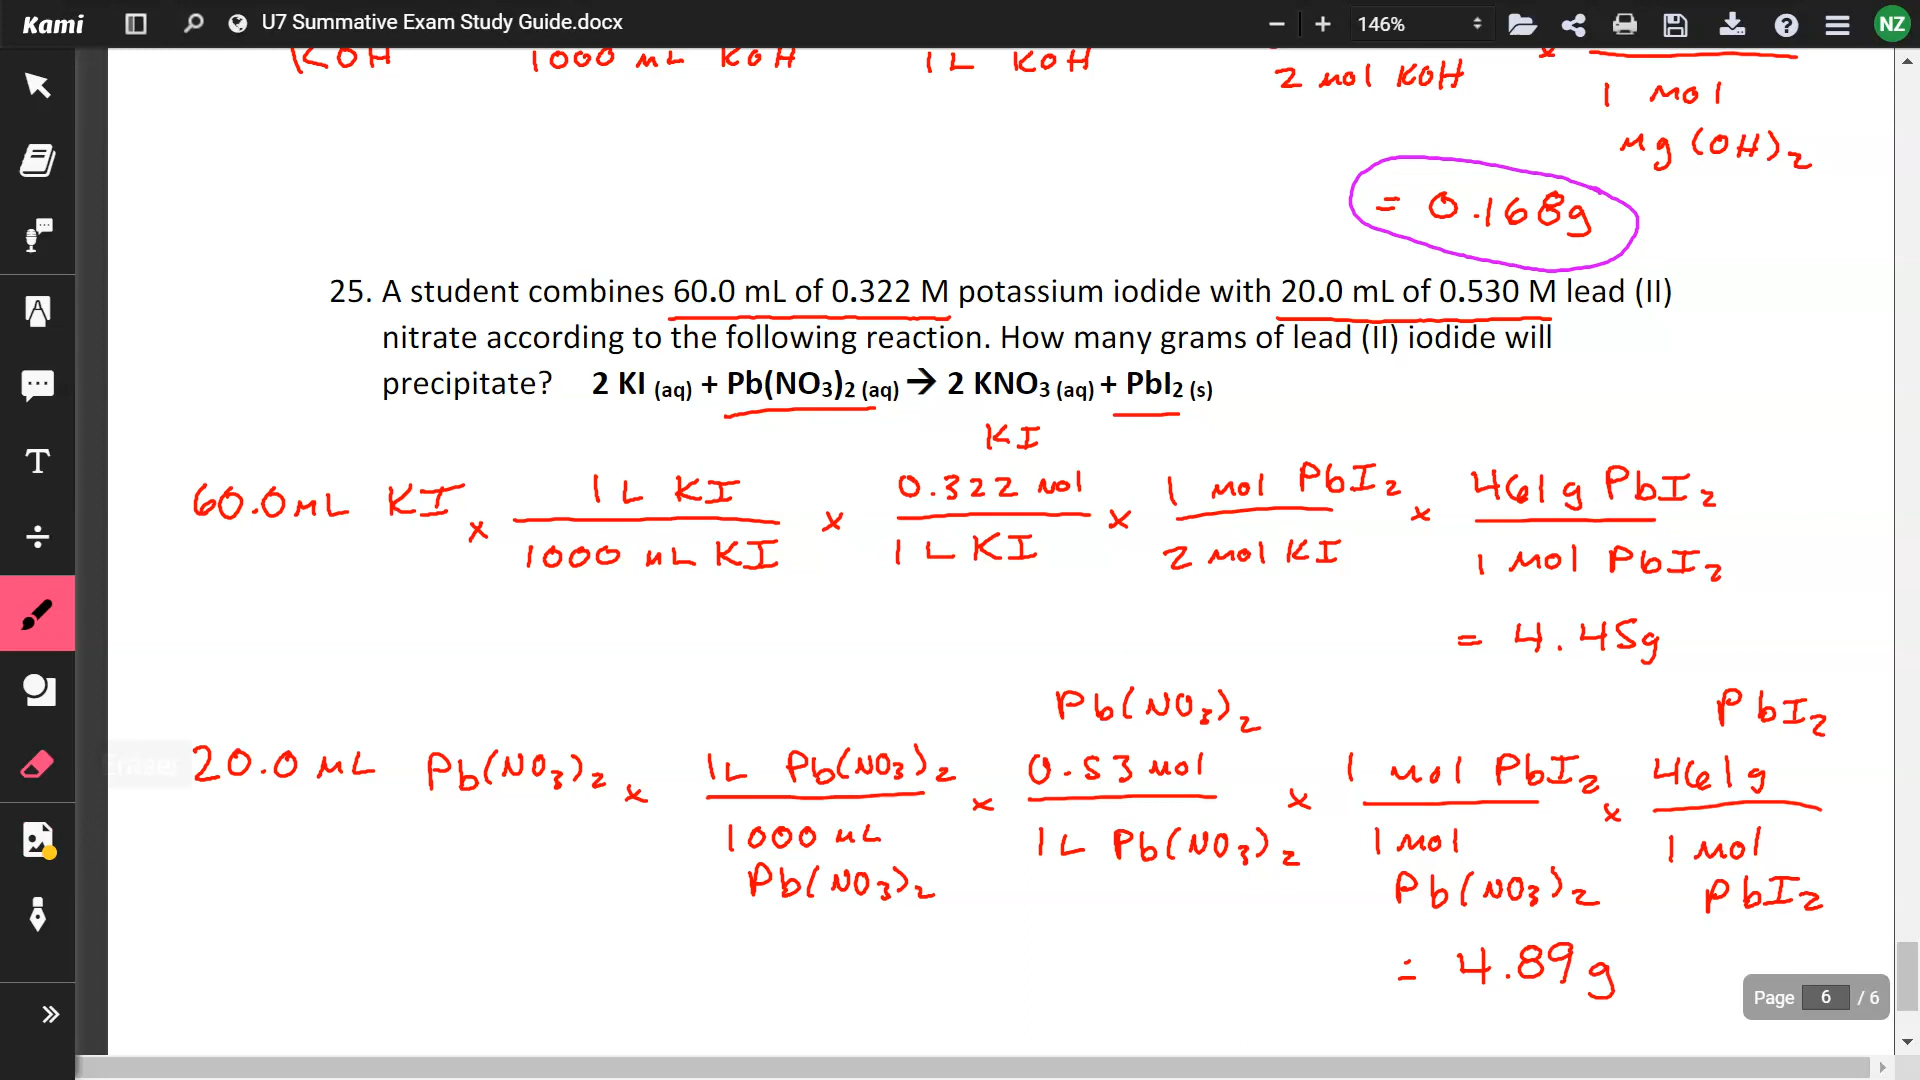 Kami U7 Summative Exam Study Guide.docx 146% NZ
KOH 1000 mL KOH 1 L KOH 2 mol KOH x 1 mol
Mg(OH)2
= 0.168g
25. A student combines 60.0 mL of 0.322 M potassium iodide with 20.0 mL of 0.530 M lead (II)
nitrate according to the following reaction. How many grams of lead (II) iodide will
precipitate? 2 KI (aq) + Pb(NO3)2 (aq) → 2 KNO3 (aq) + PbI2 (s)
KI
60.0mL KI x 1 L KI x 0.322 mol x 1 mol PbI2 x 461g PbI2
1000 mL KI 1 L KI 2 mol KI 1 mol PbI2
= 4.45g
Pb(NO3)2 PbI2
20.0 mL Pb(NO3)2 x 1L Pb(NO3)2 x 0.53 mol x 1 mol PbI2 x 461g
1000 mL 1L Pb(NO3)2 1 mol 1 mol
Pb(NO3)2 Pb(NO3)2 PbI2
= 4.89g
Page 6 / 6